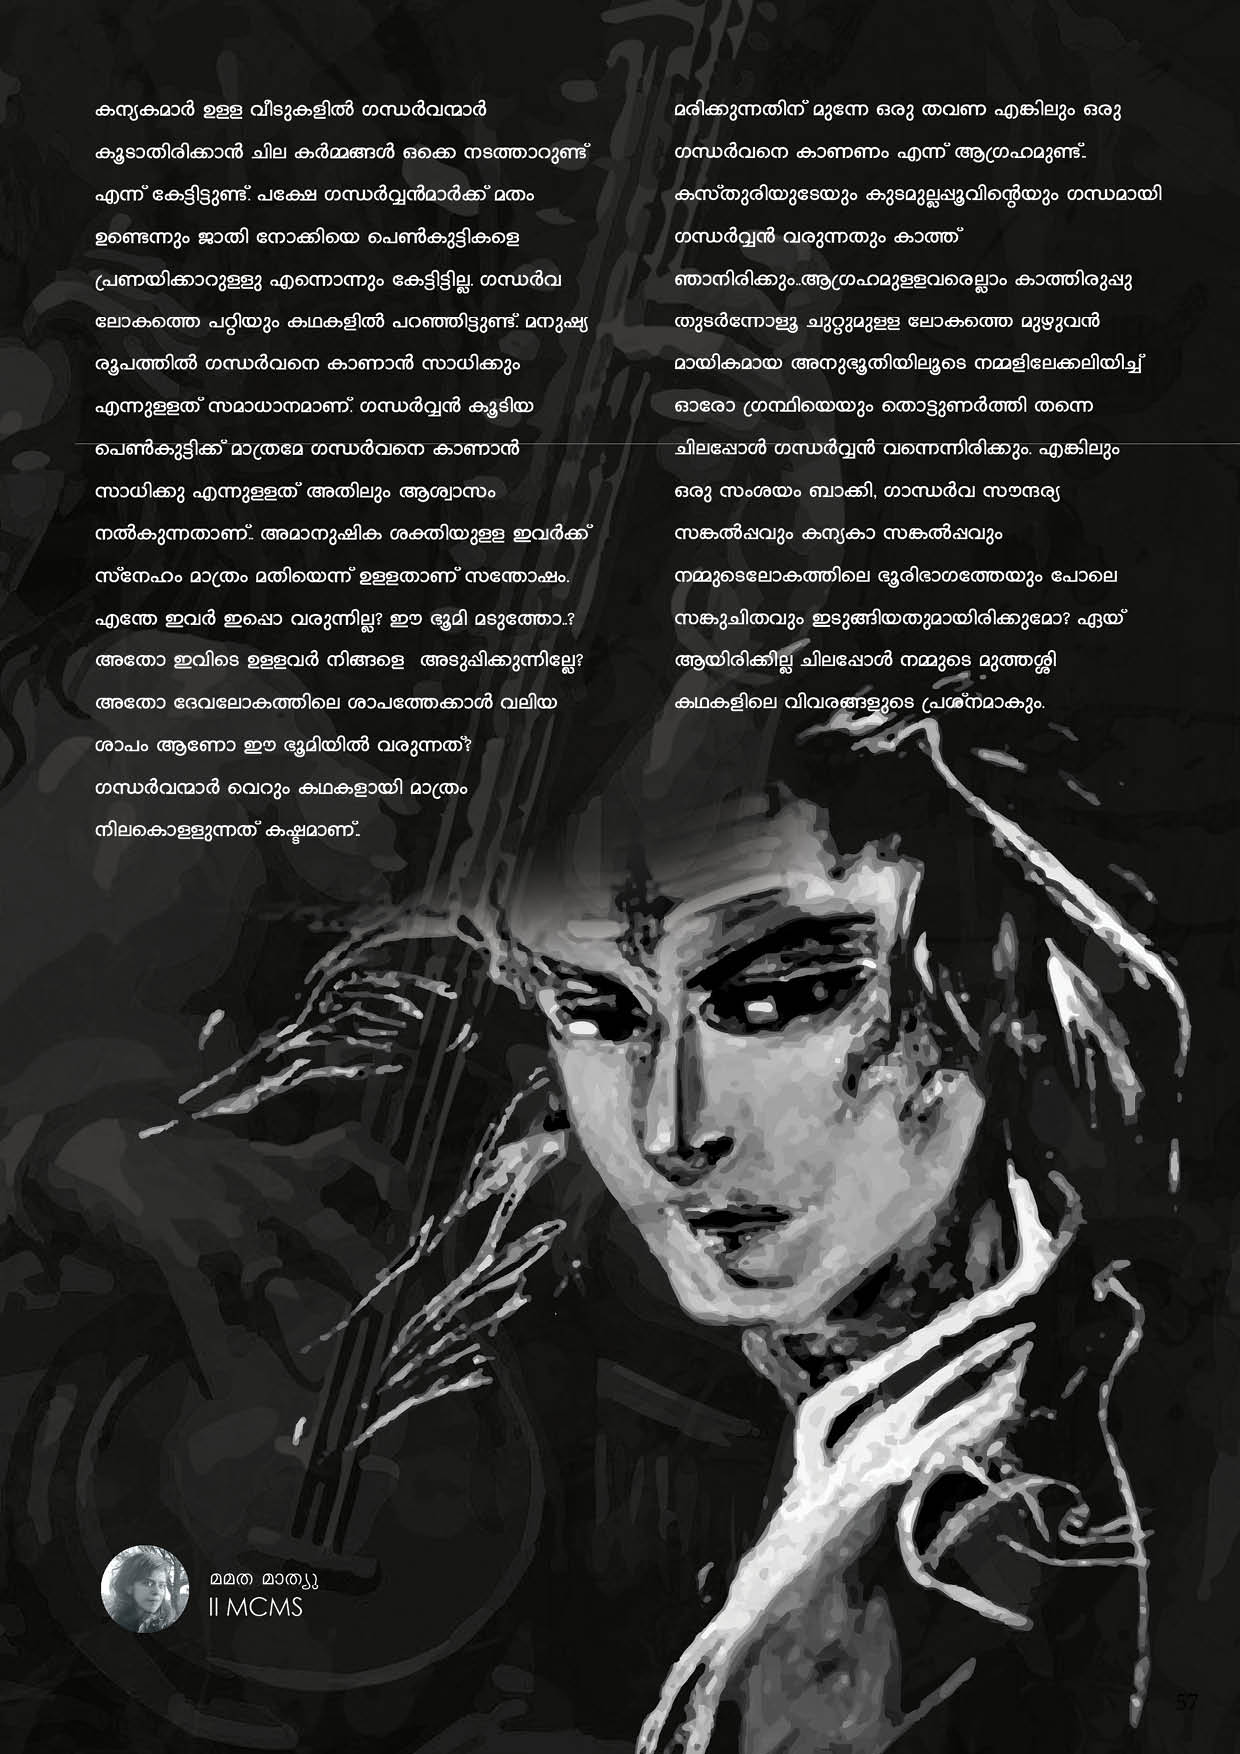 കന്യകമാർ ഉള്ള വീടുകളിൽ ഗന്ധർവന്മാർ
കൂടാതിരിക്കാൻ ചില കർമ്മങ്ങൾ ഒക്കെ നടത്താറുണ്ട്
എന്ന് കേട്ടിട്ടുണ്ട്. പക്ഷേ ഗന്ധർവ്വൻമാർക്ക് മതം
ഉണ്ടെന്നും ജാതി നോക്കിയെ പെൺകുട്ടികളെ
പ്രണയിക്കാറുള്ളു എന്നൊന്നും കേട്ടിട്ടില്ല. ഗന്ധർവ
ലോകത്തെ പറ്റിയും കഥകളിൽ പറഞ്ഞിട്ടുണ്ട്. മനുഷ്യ
രൂപത്തിൽ ഗന്ധർവനെ കാണാൻ സാധിക്കും
എന്നുള്ളത് സമാധാനമാണ്. ഗന്ധർവ്വൻ കൂടിയ
പെൺകുട്ടിക്ക് മാത്രമേ ഗന്ധർവനെ കാണാൻ
സാധിക്കു എന്നുള്ളത് അതിലും ആശ്വാസം
നൽകുന്നതാണ്.. അമാനുഷിക ശക്തിയുള്ള ഇവർക്ക്
സ്നേഹം മാത്രം മതിയെന്ന് ഉള്ളതാണ് സന്തോഷം.
എന്തേ ഇവർ ഇപ്പൊ വരുന്നില്ല? ഈ ഭൂമി മടുത്തോ..?
അതോ ഇവിടെ ഉള്ളവർ നിങ്ങളെ അടുപ്പിക്കുന്നില്ലേ?
അതോ ദേവലോകത്തിലെ ശാപത്തേക്കാൾ വലിയ
ശാപം ആണോ ഈ ഭൂമിയിൽ വരുന്നത്?
ഗന്ധർവന്മാർ വെറും കഥകളായി മാത്രം
നിലകൊള്ളുന്നത് കഷ്ടമാണ്..
മരിക്കുന്നതിന് മുന്നേ ഒരു തവണ എങ്കിലും ഒരു
ഗന്ധർവനെ കാണണം എന്ന് ആഗ്രഹമുണ്ട്..
കസ്തുരിയുടേയും കുടമുല്ലപ്പൂവിന്റെയും ഗന്ധമായി
ഗന്ധർവ്വൻ വരുന്നതും കാത്ത്
ഞാനിരിക്കും..ആഗ്രഹമുള്ളവരെല്ലാം കാത്തിരുപ്പു
തുടർന്നോളൂ ചുറ്റുമുള്ള ലോകത്തെ മുഴുവൻ
മായികമായ അനുഭൂതിയിലൂടെ നമ്മളിലേക്കലിയിച്ച്
ഓരോ ഗ്രന്ഥിയെയും തൊട്ടുണർത്തി തന്നെ
ചിലപ്പോൾ ഗന്ധർവ്വൻ വന്നെന്നിരിക്കും. എങ്കിലും
ഒരു സംശയം ബാക്കി, ഗാന്ധർവ സൗന്ദര്യ
സങ്കൽപ്പവും കന്യകാ സങ്കൽപ്പവും
നമ്മുടെലോകത്തിലെ ഭൂരിഭാഗത്തേയും പോലെ
സങ്കുചിതവും ഇടുങ്ങിയതുമായിരിക്കുമോ? ഏയ്
ആയിരിക്കില്ല ചിലപ്പോൾ നമ്മുടെ മുത്തശ്ശി
കഥകളിലെ വിവരങ്ങളുടെ പ്രശ്നമാകും.
മമത മാത്യു
II MCMS
57